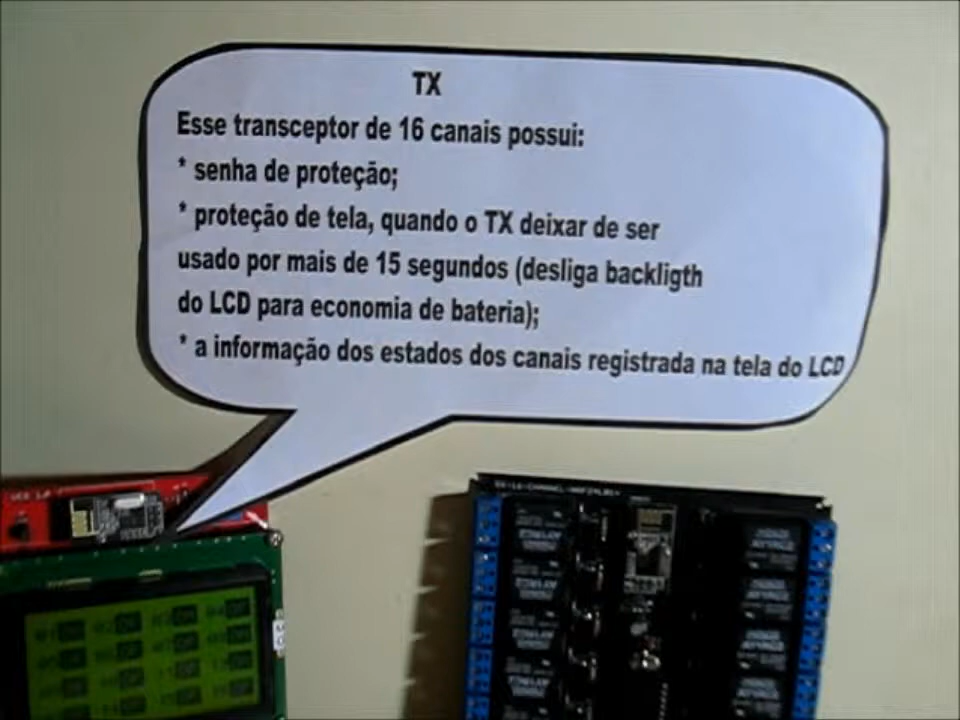 TX
Esse transceptor de 16 canais possui:
* senha de proteção;
* proteção de tela, quando o TX deixar de ser
usado por mais de 15 segundos (desliga backligth
do LCD para economia de bateria);
* a informação dos estados dos canais registrada na tela do LCD